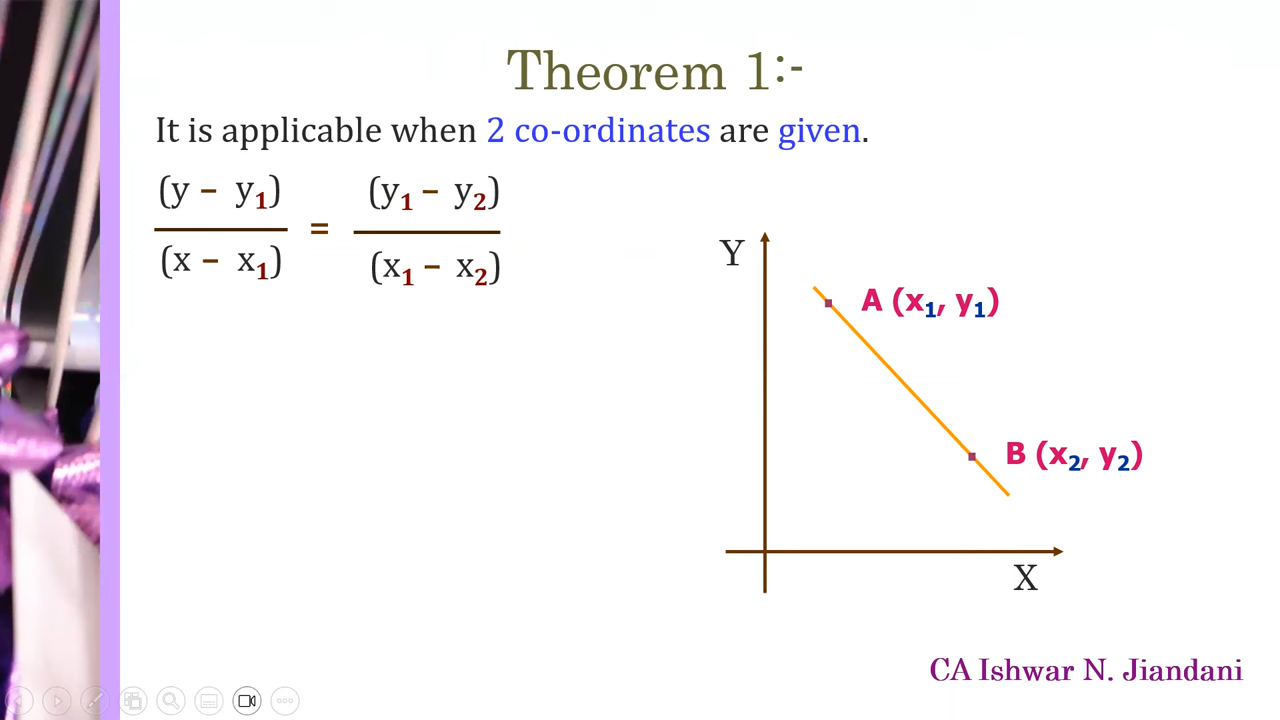 Theorem 1:-
It is applicable when 2 co-ordinates are given.
(y – y₁) / (x – x₁) = (y₁ – y₂) / (x₁ – x₂)
Y
A (x₁, y₁)
B (x₂, y₂)
X
CA Ishwar N. Jiandani